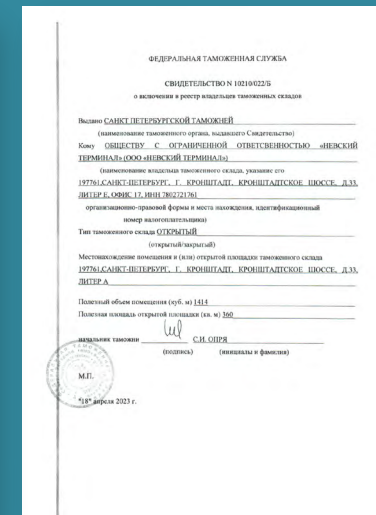 ФЕДЕРАЛЬНАЯ ТАМОЖЕННАЯ СЛУЖБА
СВИДЕТЕЛЬСТВО N 10210/022/Б
о включении в реестр владельцев таможенных складов
Выдано САНКТ ПЕТЕРБУРГСКОЙ ТАМОЖНЕЙ
(наименование таможенного органа, выдавшего Свидетельство)
Кому ОБЩЕСТВУ С ОГРАНИЧЕННОЙ ОТВЕТСТВЕННОСТЬЮ «НЕВСКИЙ
ТЕРМИНАЛ» (ООО «НЕВСКИЙ ТЕРМИНАЛ»)
(наименование владельца таможенного склада, указание его
197761,САНКТ-ПЕТЕРБУРГ, Г. КРОНШТАДТ, КРОНШТАДТСКОЕ ШОССЕ, Д.33,
ЛИТЕР Е, ОФИС 17, ИНН 7802721761
организационно-правовой формы и места нахождения, идентификационный
номер налогоплательщика)
Тип таможенного склада ОТКРЫТЫЙ
(открытый/закрытый)
Местонахождение помещения и (или) открытой площадки таможенного склада
197761,САНКТ-ПЕТЕРБУРГ, Г. КРОНШТАДТ, КРОНШТАДТСКОЕ ШОССЕ, Д.33,
ЛИТЕР А
Полезный объем помещения (куб. м) 1414
Полезная площадь открытой площадки (кв. м) 360
начальник таможни С.И. ОПРЯ
(подпись) (инициалы и фамилия)
М.П.
"18" апреля 2023 г.